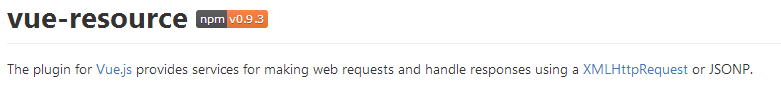 vue-resource npm v0.9.3
The plugin for Vue.js provides services for making web requests and handle responses using a XMLHttpRequest or JSONP.